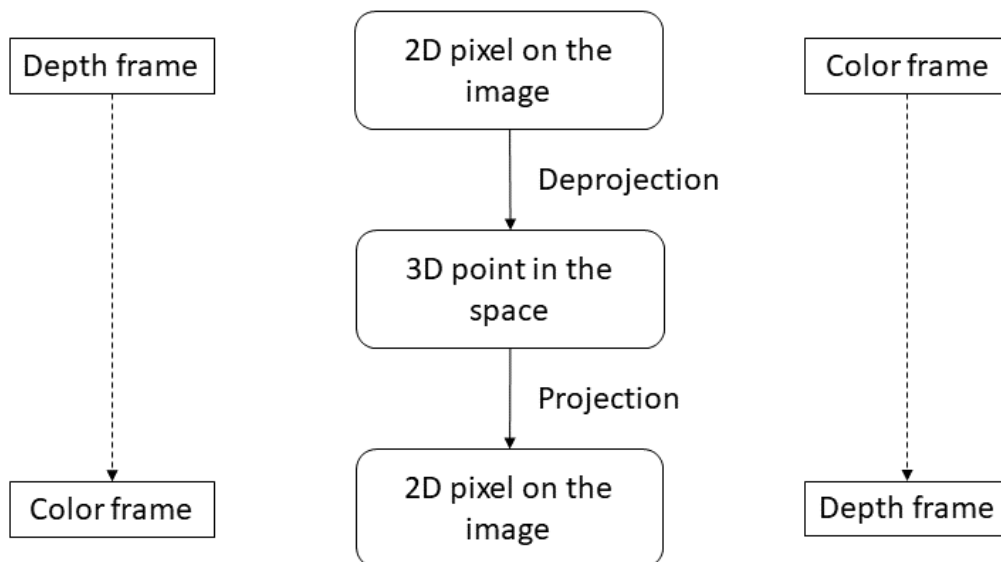 Depth frame
2D pixel on the
image
Color frame
Deprojection
3D point in the
space
Projection
Color frame
2D pixel on the
image
Depth frame